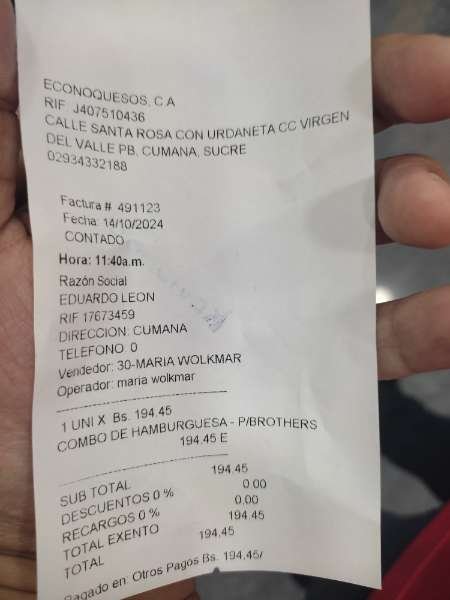 ECONOQUESOS, C.A
RIF J407510436
CALLE SANTA ROSA CON URDANETA CC VIRGEN
DEL VALLE PB, CUMANA, SUCRE
02934332188
Factura # 491123
Fecha: 14/10/2024
CONTADO
Hora: 11:40a.m.
Razón Social
EDUARDO LEON
RIF 17673459
DIRECCION: CUMANA
TELEFONO: 0
Vendedor: 30-MARIA WOLKMAR
Operador: maria wolkmar
1 UNI X Bs. 194.45
COMBO DE HAMBURGUESA - P/BROTHERS
194.45 E
SUB TOTAL 194,45
DESCUENTOS 0 % 0,00
RECARGOS 0 % 0,00
TOTAL EXENTO 194,45
TOTAL 194,45
Pagado en: Otros Pagos Bs. 194,45/